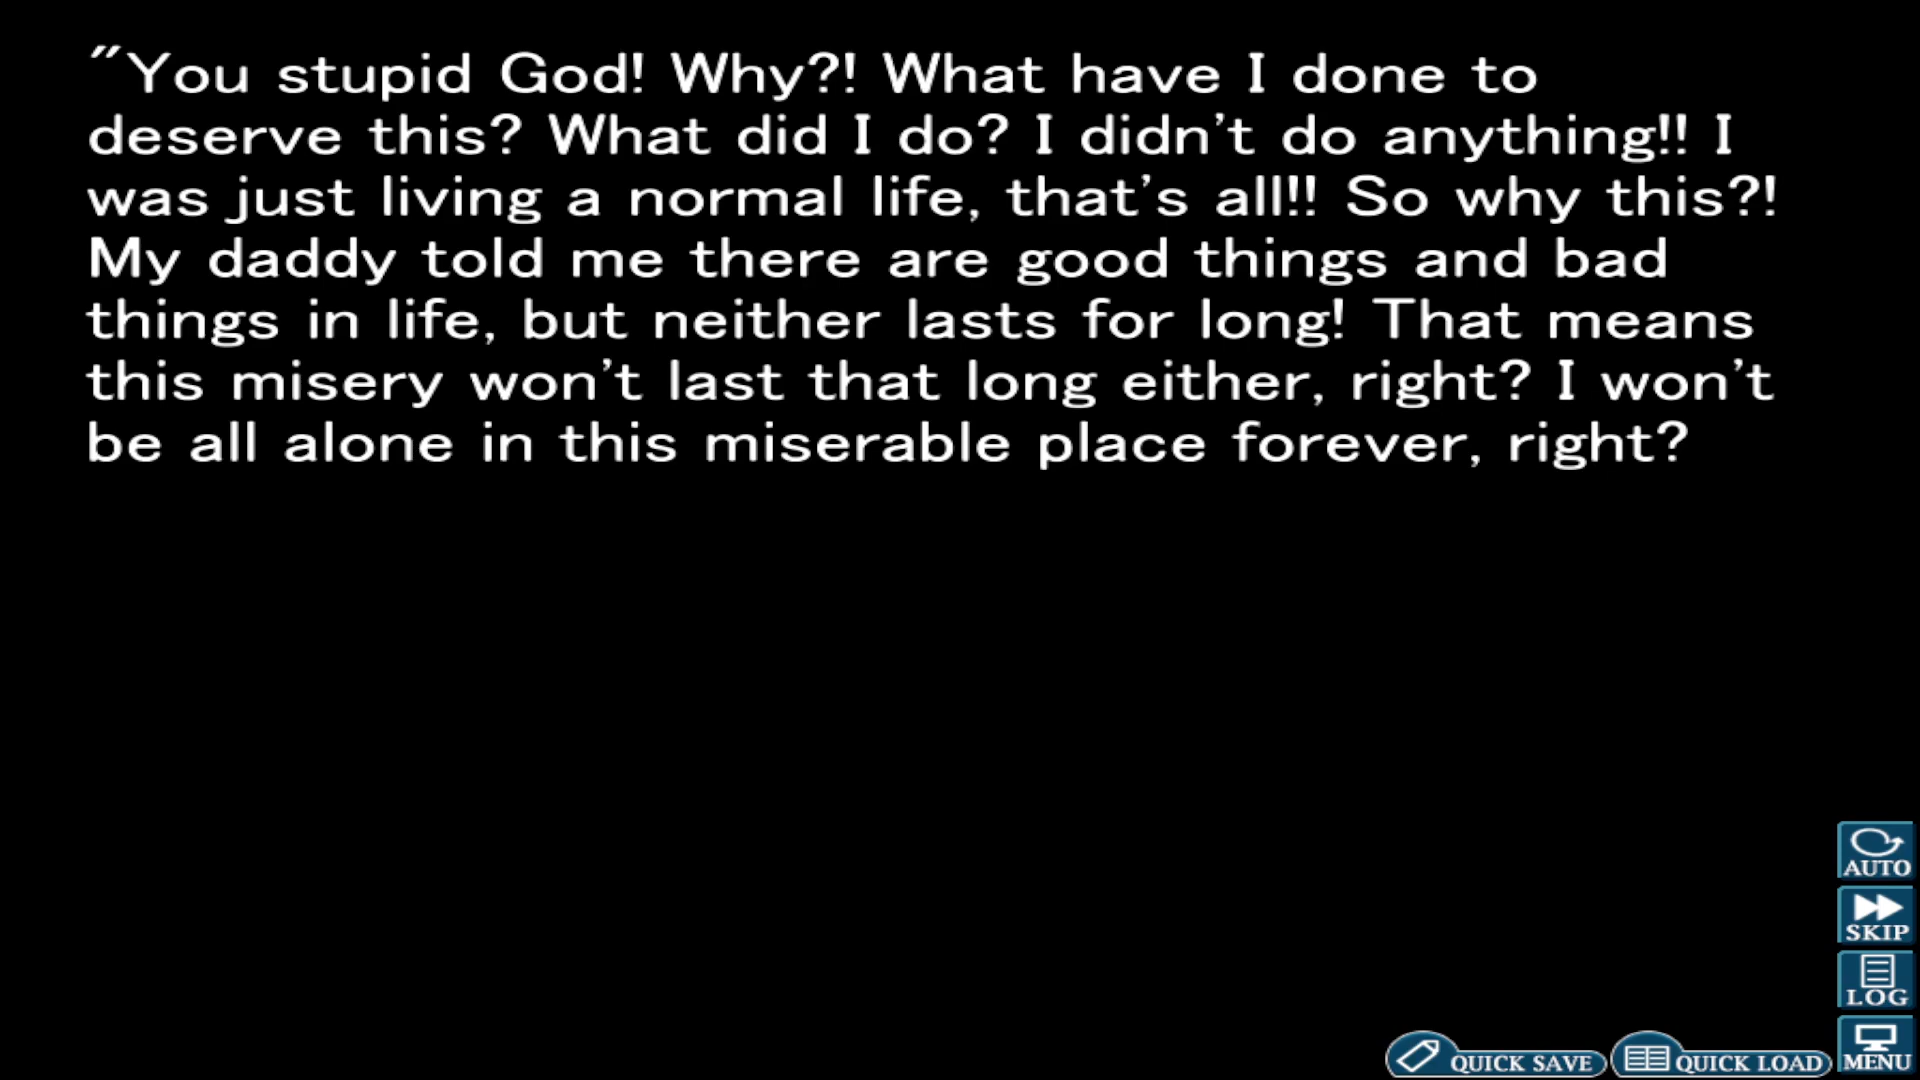 "You stupid God! Why?! What have I done to
deserve this? What did I do? I didn't do anything!! I
was just living a normal life, that's all!! So why this?!
My daddy told me there are good things and bad
things in life, but neither lasts for long! That means
this misery won't last that long either, right? I won't
be all alone in this miserable place forever, right?
AUTO
SKIP
LOG
MENU
QUICK SAVE
QUICK LOAD